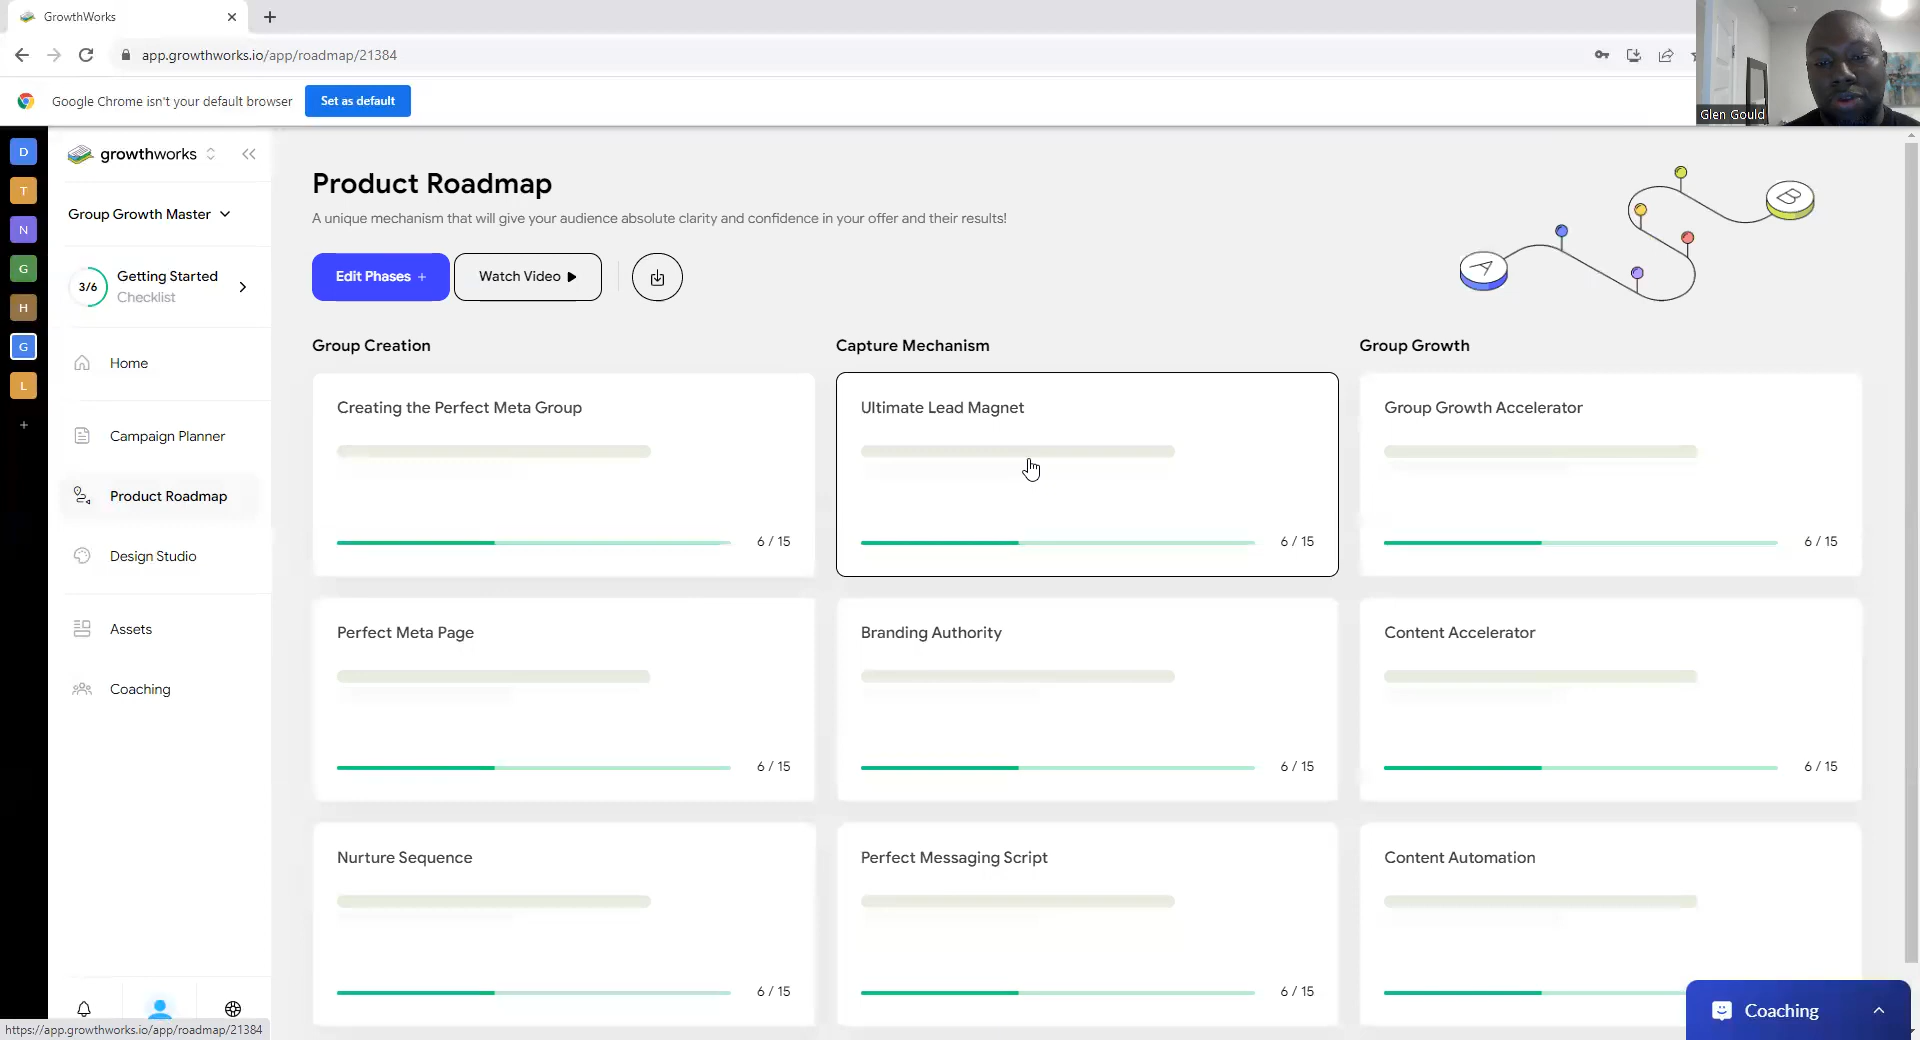 GrowthWorks
app.growthworks.io/app/roadmap/21384
Google Chrome isn't your default browser
Set as default
Glen Gould
D
T
N
G
H
G
L
growthworks
Group Growth Master
3/6
Getting Started
Checklist
Home
Campaign Planner
Product Roadmap
Design Studio
Assets
Coaching
https://app.growthworks.io/app/roadmap/21384
Product Roadmap
A unique mechanism that will give your audience absolute clarity and confidence in your offer and their results!
Edit Phases +
Watch Video
A
B
Group Creation
Capture Mechanism
Group Growth
Creating the Perfect Meta Group
6 / 15
Ultimate Lead Magnet
6 / 15
Group Growth Accelerator
6 / 15
Perfect Meta Page
6 / 15
Branding Authority
6 / 15
Content Accelerator
6 / 15
Nurture Sequence
6 / 15
Perfect Messaging Script
6 / 15
Content Automation
Coaching